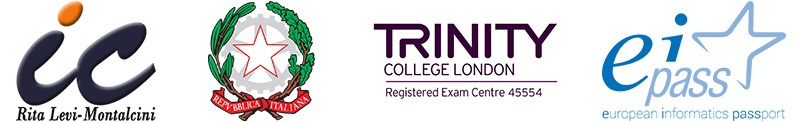 ic
Rita Levi-Montalcini
REPVBBLICA ITALIANA
TRINITY
COLLEGE LONDON
Registered Exam Centre 45554
ei
pass
european informatics passport